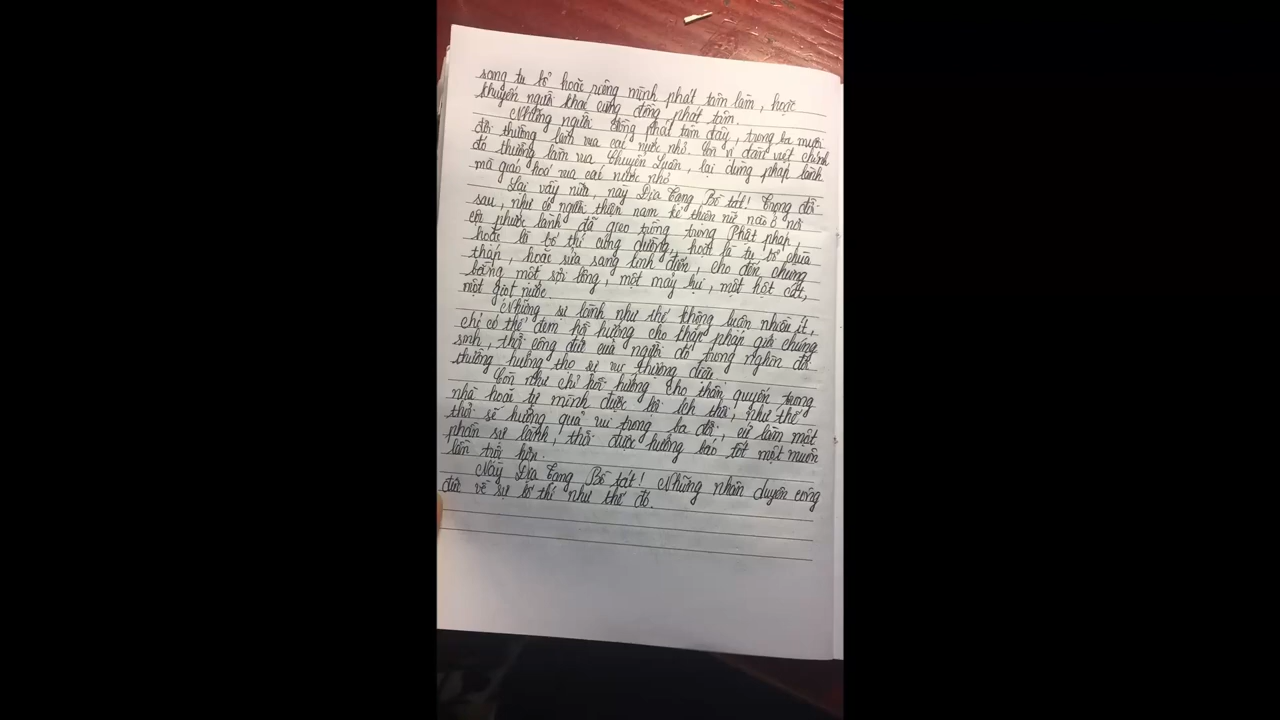 sang tu bổ hoặc riêng mình phát tâm làm, hoặc
khuyến người khác cùng đồng phát tâm.
Những người đồng phát tâm đây, trong ba mươi
đời thường làm vua các nước nhỏ. Còn vị đàn việt chánh
đó thường làm vua Chuyển Luân, lại dùng pháp lành
mà giáo hoá vua các nước nhỏ.
Lại vầy nữa, này Địa Tạng Bồ tát! Trong đời
sau, như có người thiện nam kẻ thiện nữ nào ở nơi
cội phước lành đã gieo trồng trong Phật pháp,
hoặc là bố thí cúng dường, hoặc là tu bổ chùa
tháp, hoặc sửa sang kinh điển, cho đến chừng
bằng một sợi lông, một mảy bụi, một hột cát,
một giọt nước.
Những sự lành như thế không luận nhiều ít,
chỉ có thể đem hồi hướng cho khắp pháp giới chúng
sinh, thời công đức của người đó trong nghìn đời
thường hưởng thọ sự vui thượng diệu.
Còn như chỉ hồi hướng cho thân quyến trong
nhà hoặc tự mình được lợi ích thôi, như thế
thời sẽ hưởng quả vui trong ba đời, cứ làm một
phần sự lành, thời được hưởng báo tốt một muôn
lần trội hơn.
Nầy Địa Tạng Bồ tát! Những nhân duyên công
đức về sự bố thí như thế đó.